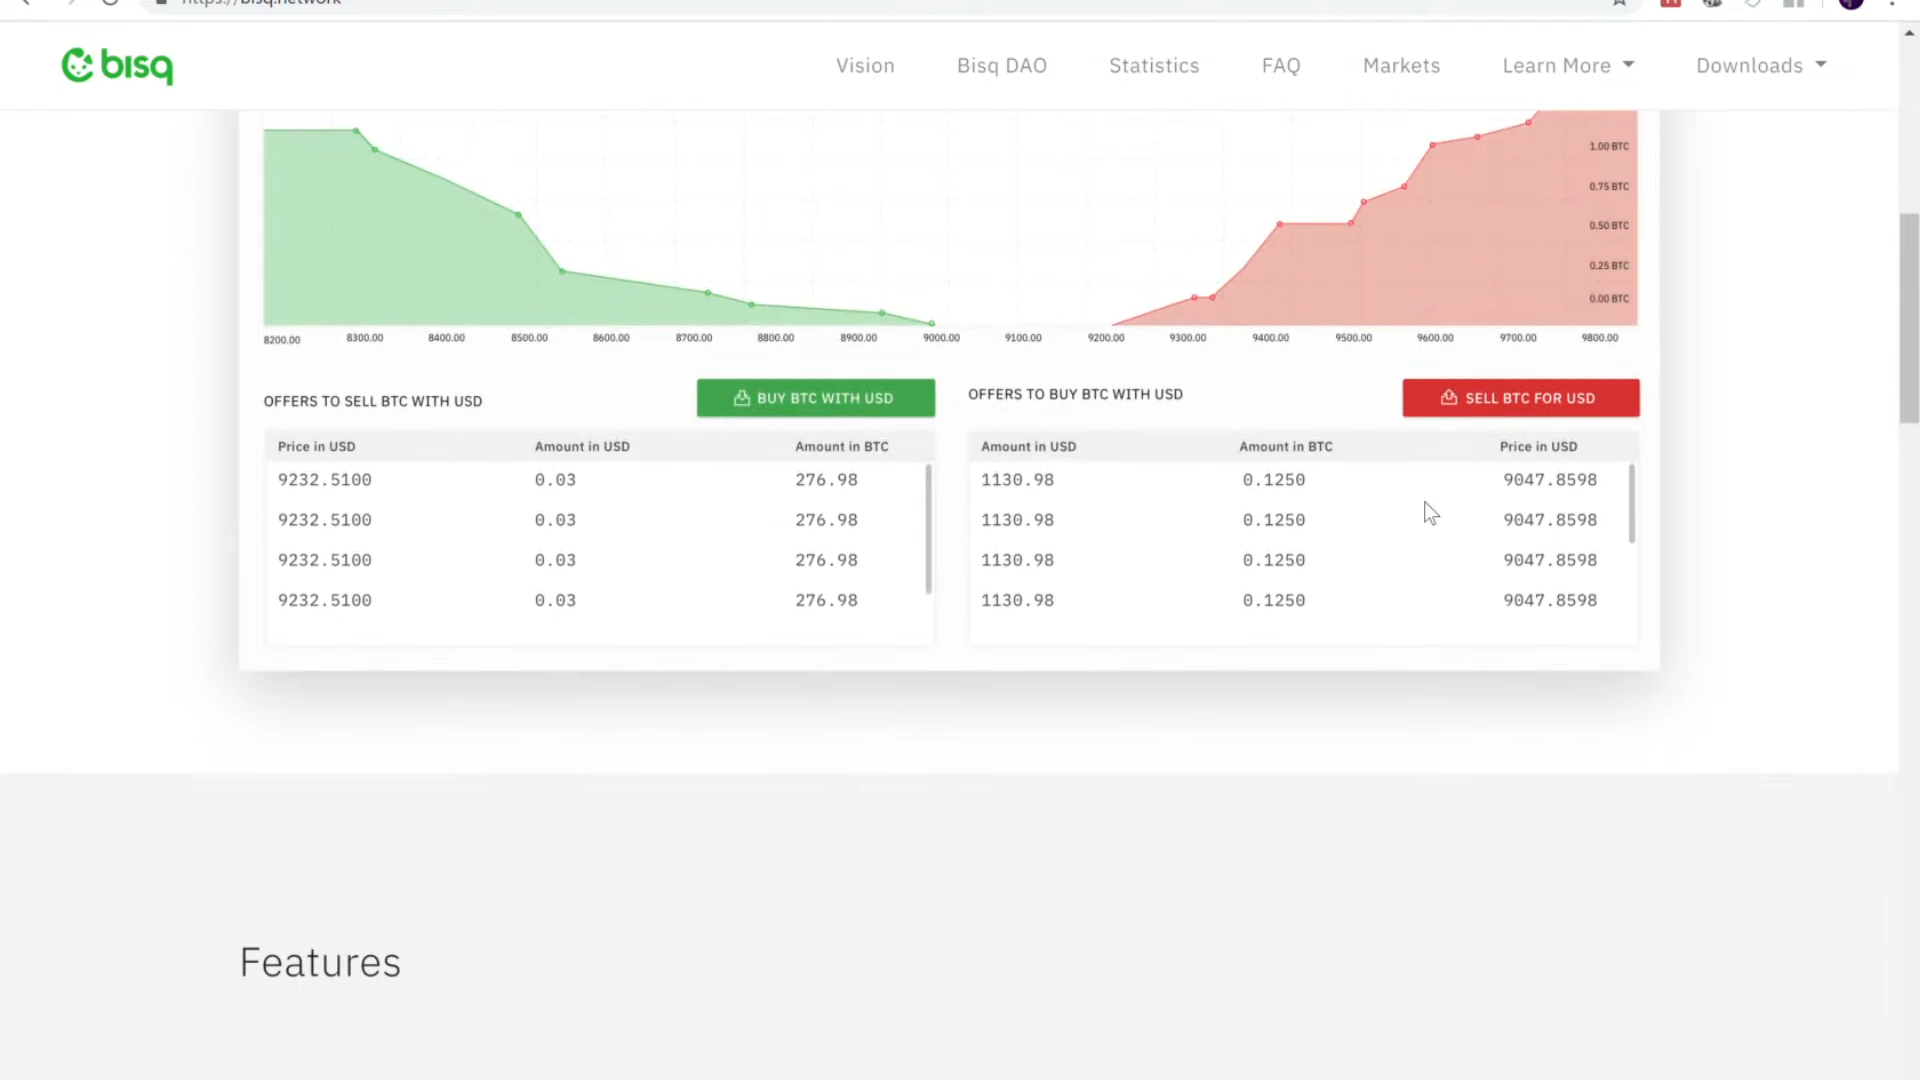 https://bisq.network
bisq
Vision Bisq DAO Statistics FAQ Markets Learn More Downloads
1.00 BTC
0.75 BTC
0.50 BTC
0.25 BTC
0.00 BTC
8200.00 8300.00 8400.00 8500.00 8600.00 8700.00 8800.00 8900.00 9000.00 9100.00 9200.00 9300.00 9400.00 9500.00 9600.00 9700.00 9800.00
OFFERS TO SELL BTC WITH USD
BUY BTC WITH USD
Price in USD Amount in USD Amount in BTC
9232.5100 0.03 276.98
9232.5100 0.03 276.98
9232.5100 0.03 276.98
9232.5100 0.03 276.98
OFFERS TO BUY BTC WITH USD
SELL BTC FOR USD
Amount in USD Amount in BTC Price in USD
1130.98 0.1250 9047.8598
1130.98 0.1250 9047.8598
1130.98 0.1250 9047.8598
1130.98 0.1250 9047.8598
Features